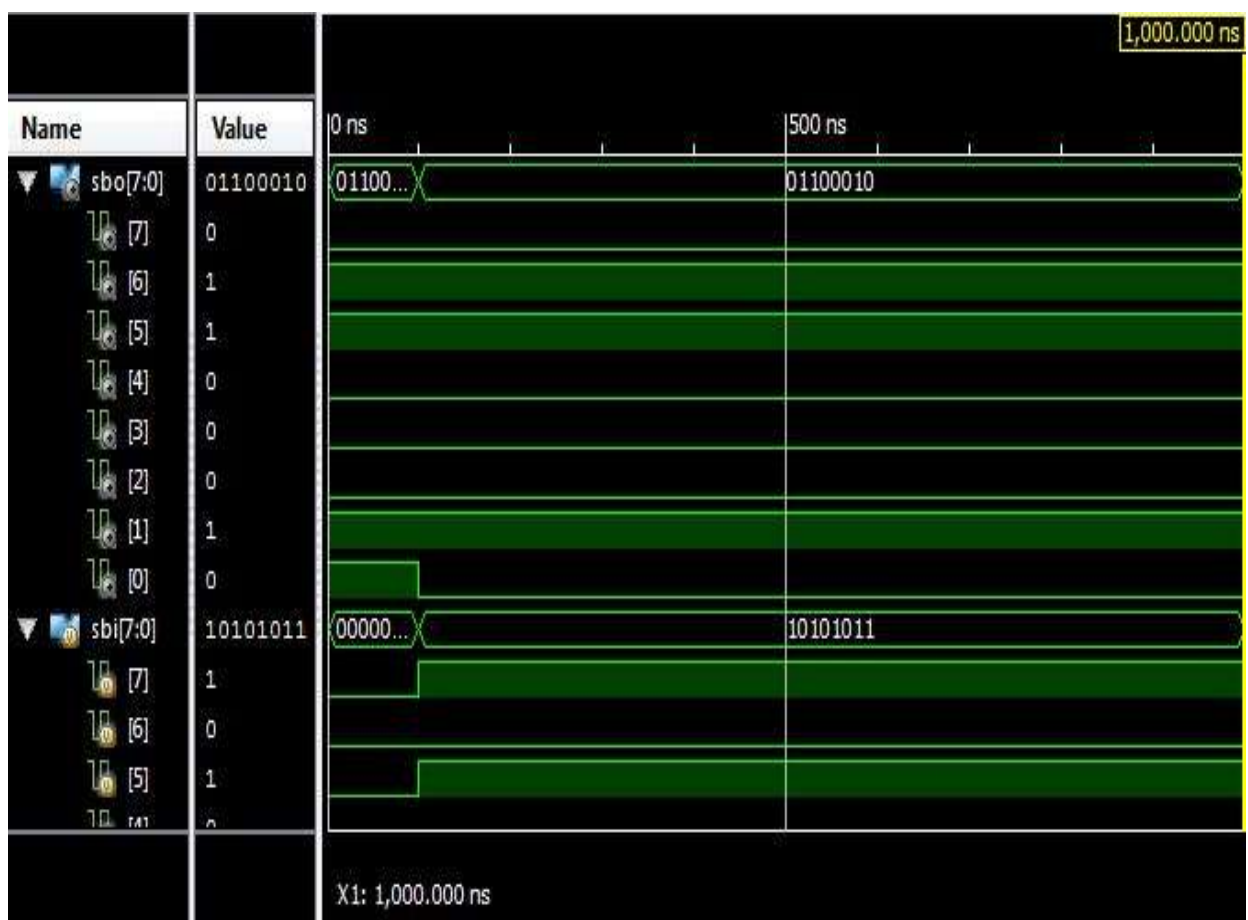 1,000.000 ns
Name Value 0 ns 500 ns
sbo[7:0] 01100010 01100... 01100010
[7] 0
[6] 1
[5] 1
[4] 0
[3] 0
[2] 0
[1] 1
[0] 0
sbi[7:0] 10101011 00000... 10101011
[7] 1
[6] 0
[5] 1
X1: 1,000.000 ns